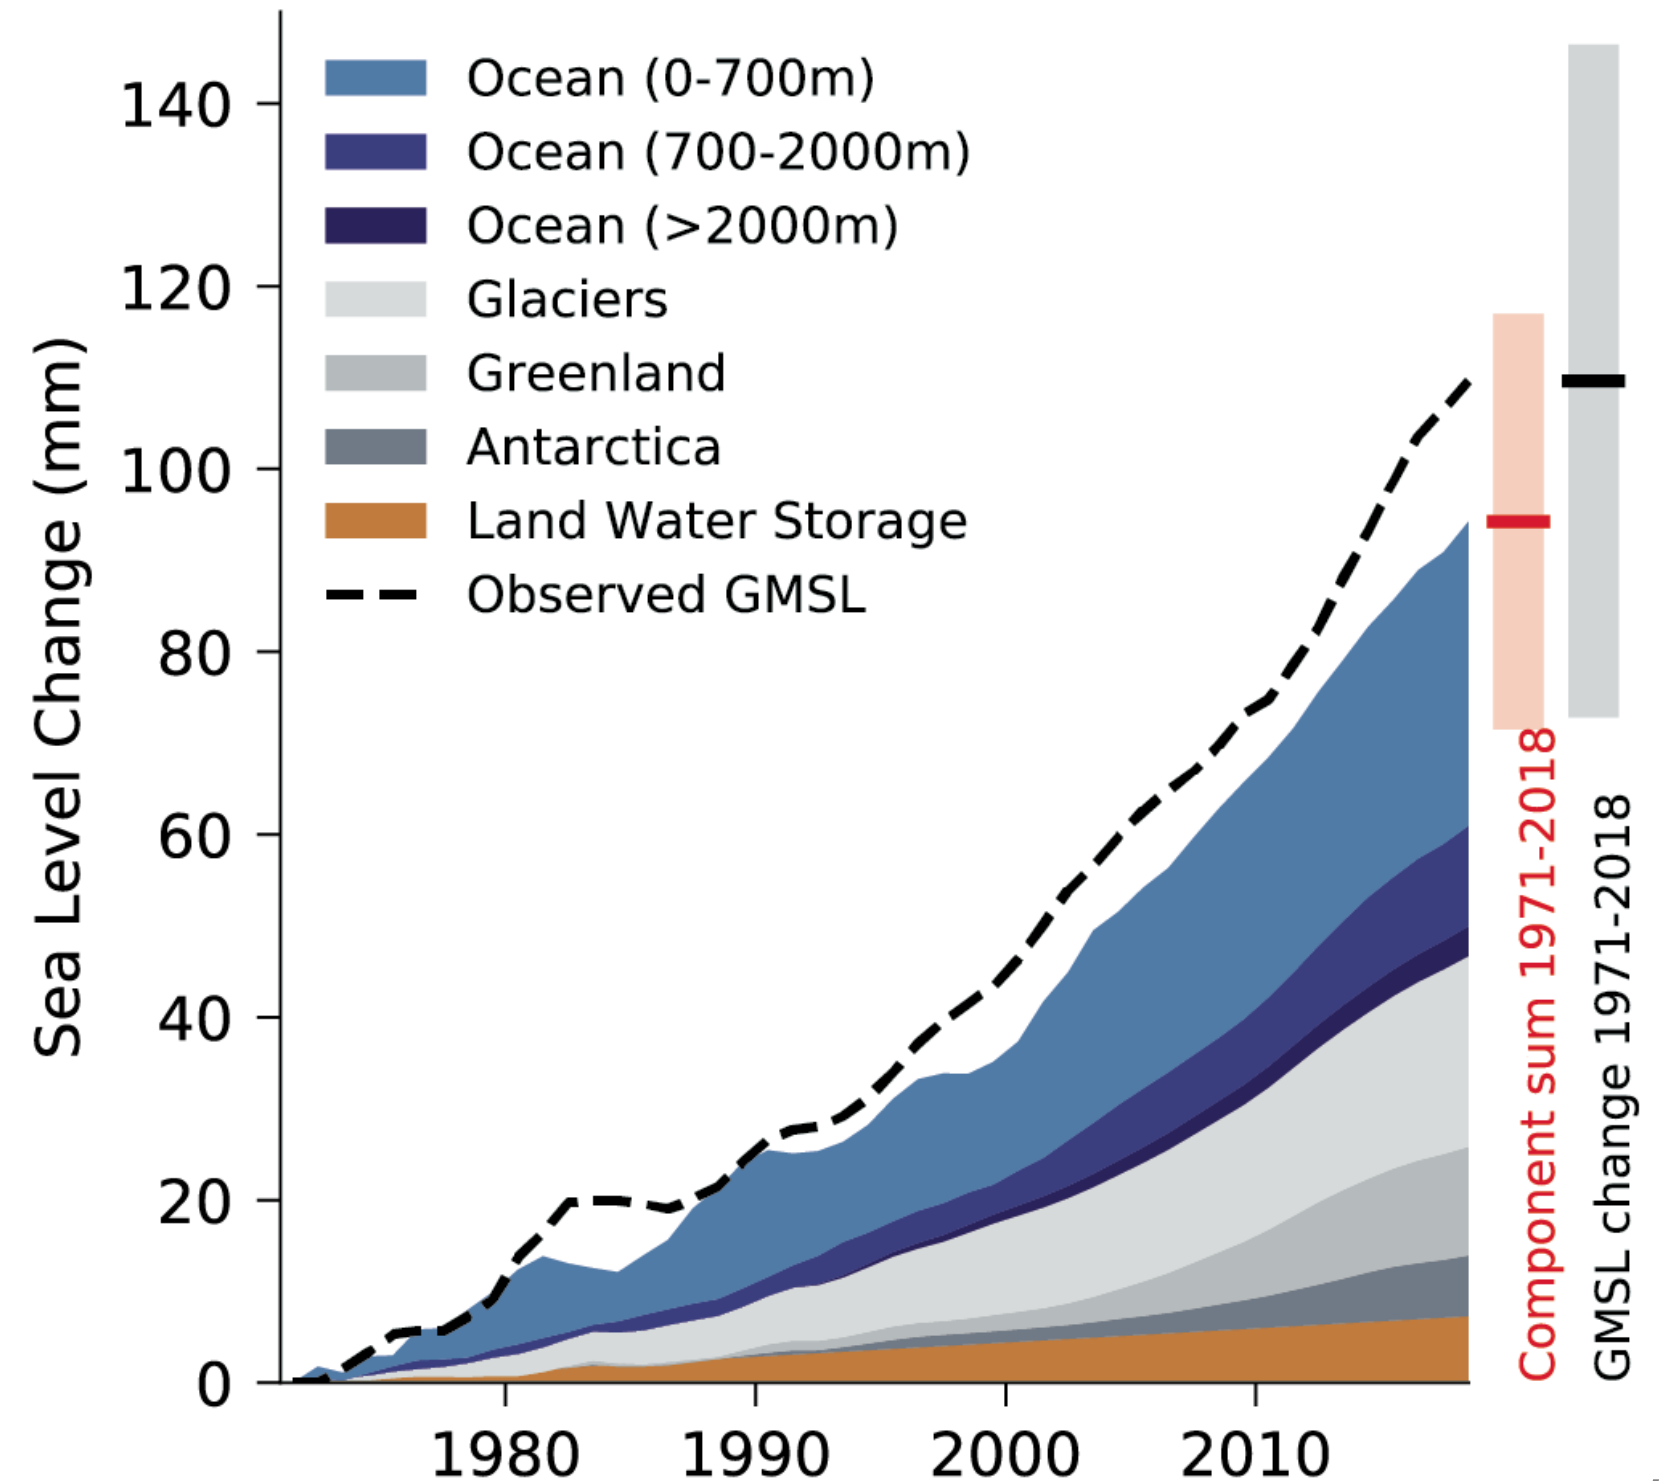 Sea Level Change (mm)
140
120
100
80
60
40
20
0
Ocean (0-700m)
Ocean (700-2000m)
Ocean (>2000m)
Glaciers
Greenland
Antarctica
Land Water Storage
Observed GMSL
1980 1990 2000 2010
Component sum 1971-2018
GMSL change 1971-2018